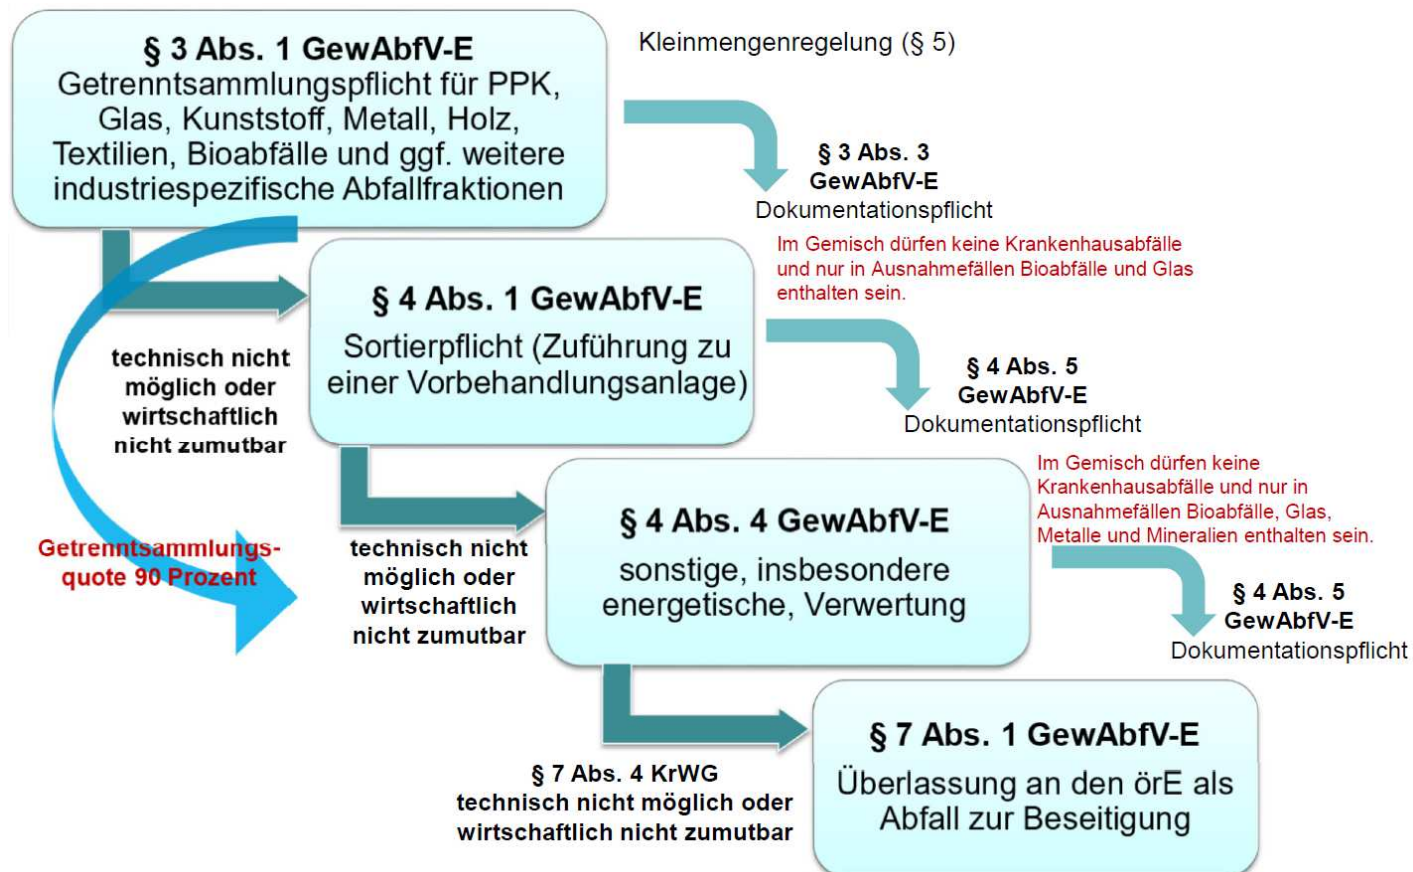 § 3 Abs. 1 GewAbfV-E
Getrenntsammlungspflicht für PPK,
Glas, Kunststoff, Metall, Holz,
Textilien, Bioabfälle und ggf. weitere
industriespezifische Abfallfraktionen
Kleinmengenregelung (§ 5)
§ 3 Abs. 3
GewAbfV-E
Dokumentationspflicht
Im Gemisch dürfen keine Krankenhausabfälle
und nur in Ausnahmefällen Bioabfälle und Glas
enthalten sein.
§ 4 Abs. 1 GewAbfV-E
Sortierpflicht (Zuführung zu
einer Vorbehandlungsanlage)
technisch nicht
möglich oder
wirtschaftlich
nicht zumutbar
§ 4 Abs. 5
GewAbfV-E
Dokumentationspflicht
Im Gemisch dürfen keine
Krankenhausabfälle und nur in
Ausnahmefällen Bioabfälle, Glas,
Metalle und Mineralien enthalten sein.
§ 4 Abs. 4 GewAbfV-E
sonstige, insbesondere
energetische, Verwertung
Getrenntsammlungs-
quote 90 Prozent
technisch nicht
möglich oder
wirtschaftlich
nicht zumutbar
§ 4 Abs. 5
GewAbfV-E
Dokumentationspflicht
§ 7 Abs. 1 GewAbfV-E
Überlassung an den örE als
Abfall zur Beseitigung
§ 7 Abs. 4 KrWG
technisch nicht möglich oder
wirtschaftlich nicht zumutbar